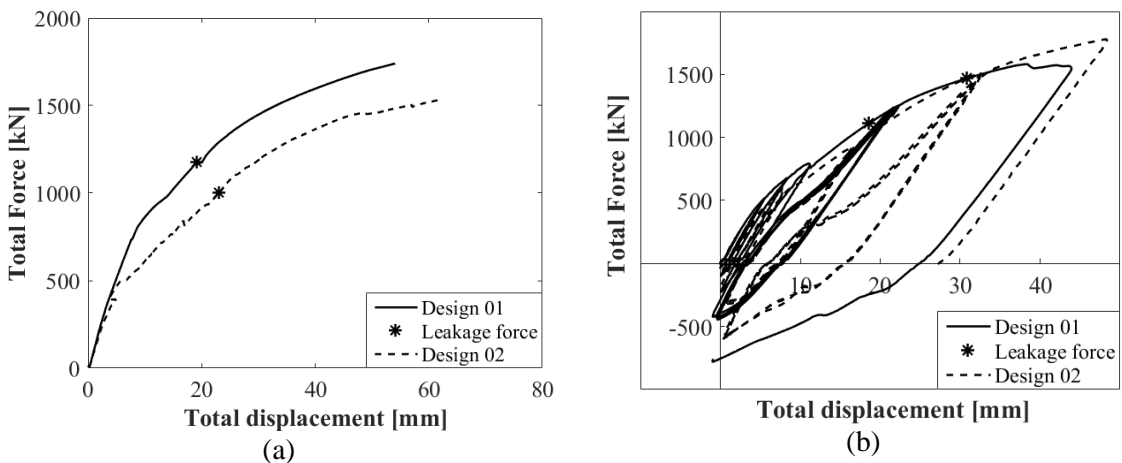 2000
1500
1000
500
0
0 20 40 60 80
Total Force [kN]
Total displacement [mm]
Design 01
Leakage force
Design 02
(a)
1500
1000
500
-500
10 20 30 40
Total Force [kN]
Total displacement [mm]
Design 01
Leakage force
Design 02
(b)